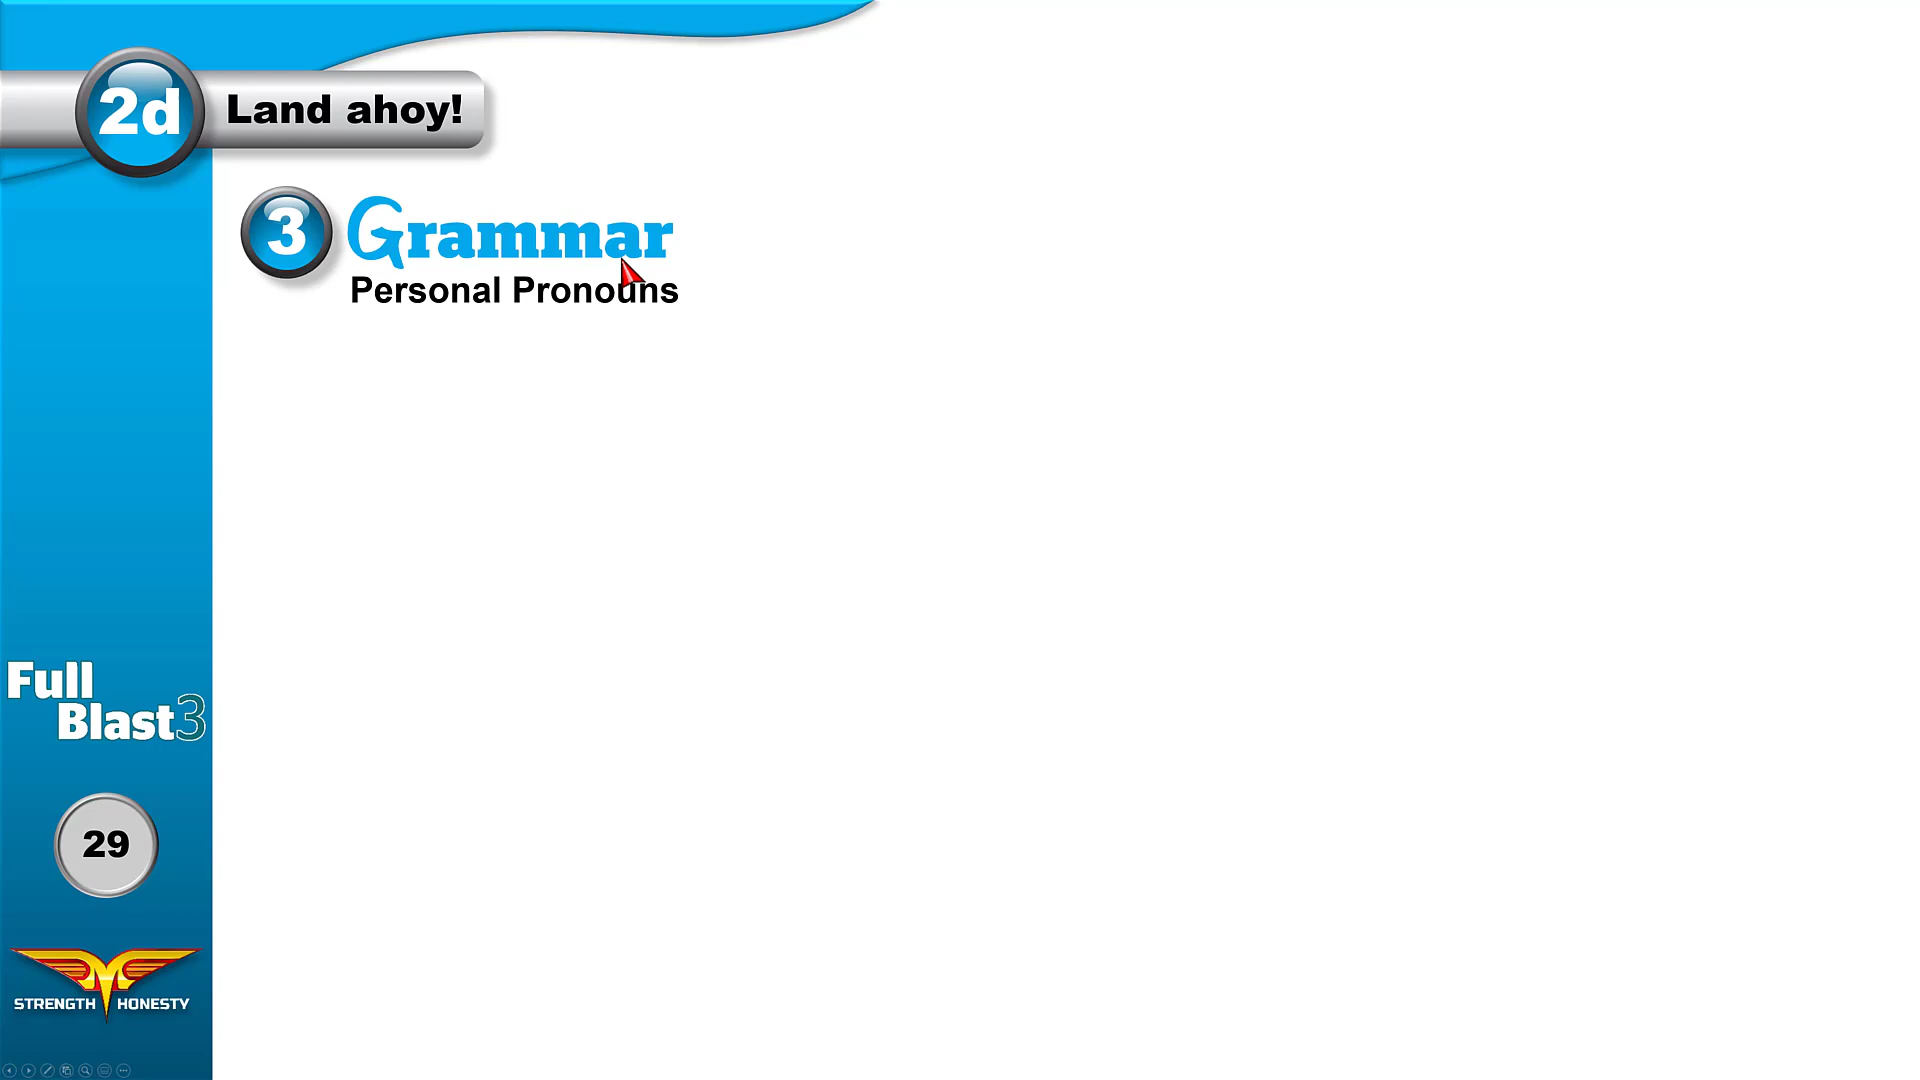 2d Land ahoy!
3 Grammar
Personal Pronouns
Full
Blast3
29
STRENGTH HONESTY